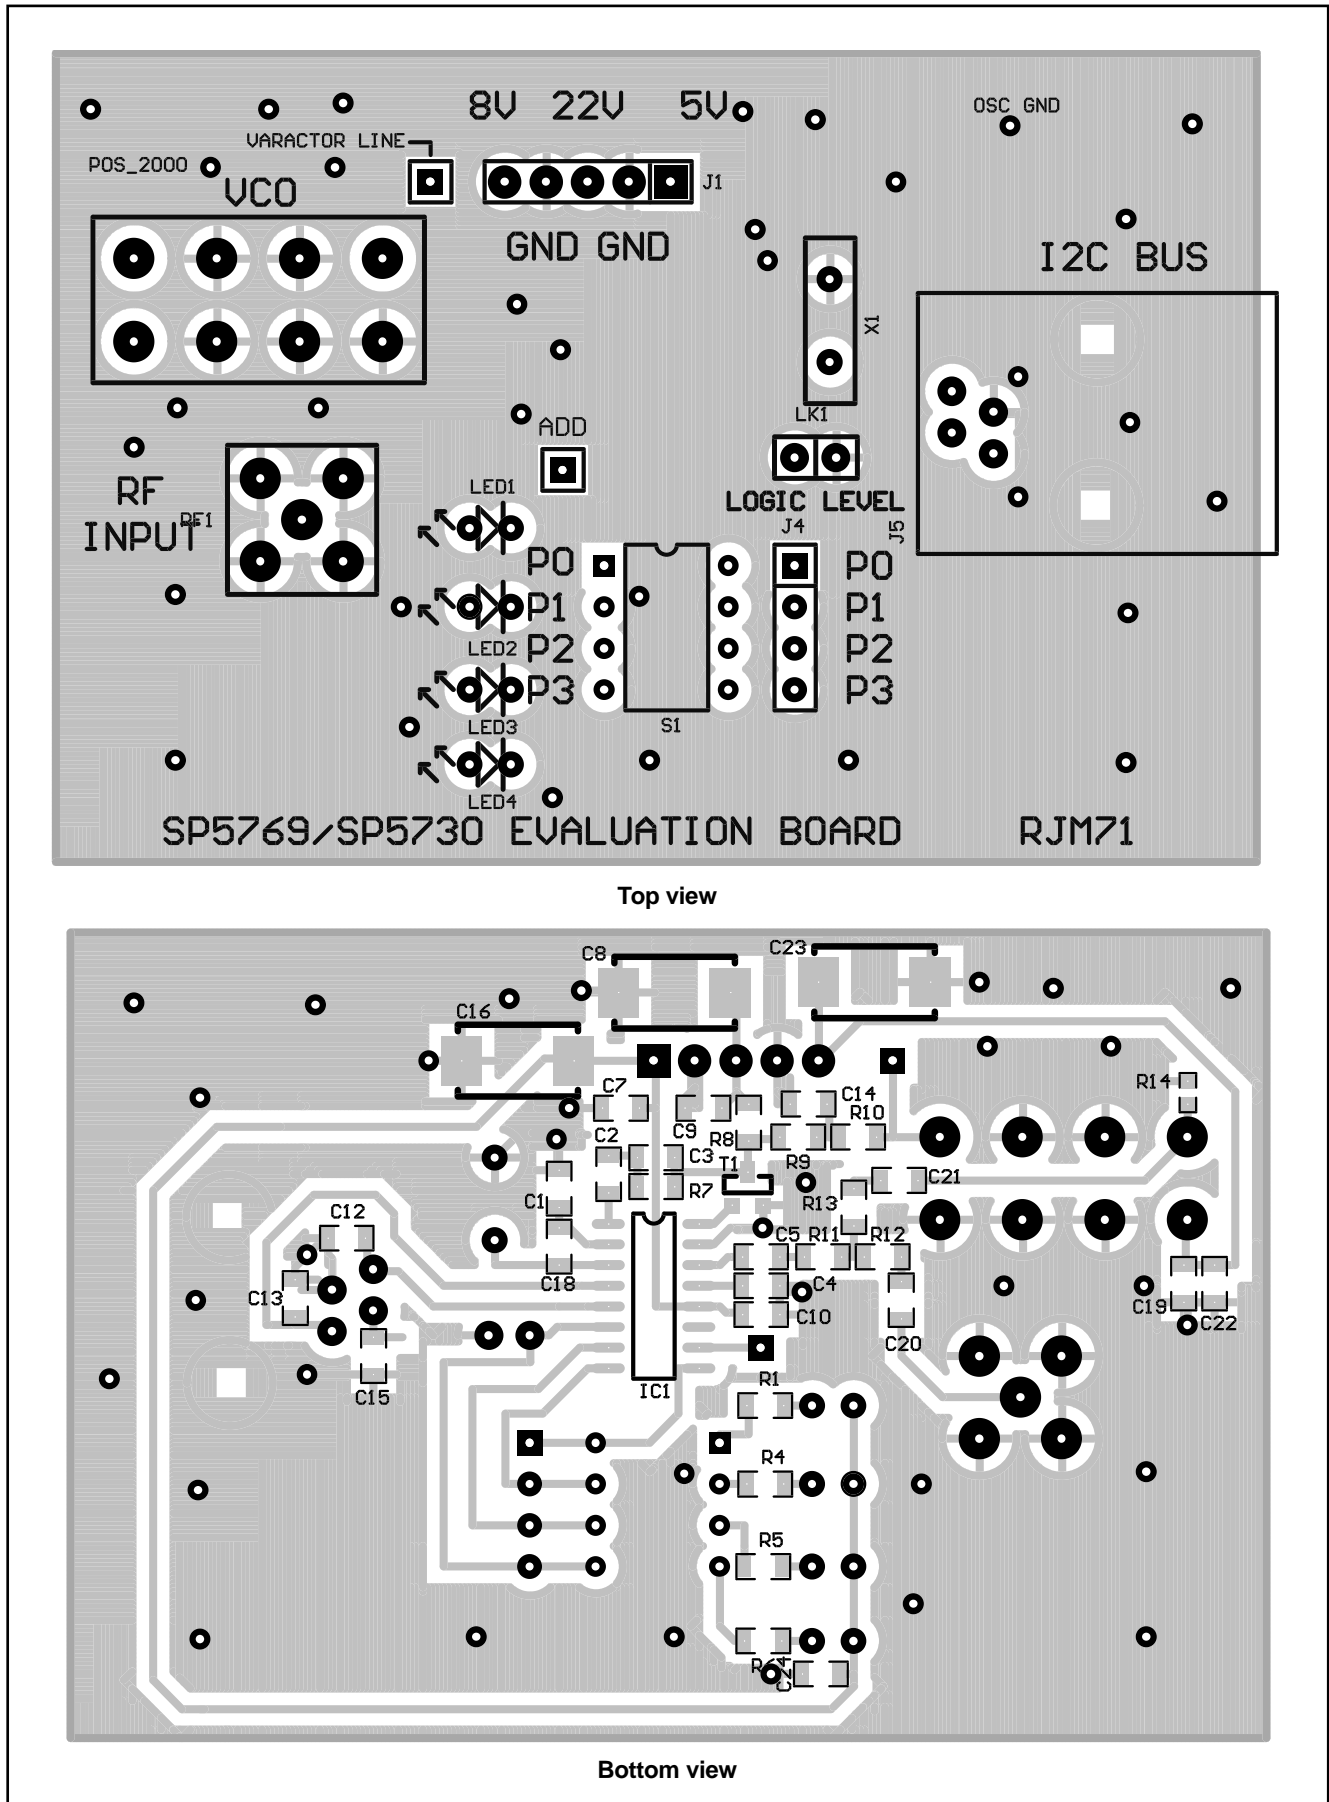 8V 22V 5V
OSC GND
VARACTOR LINE
POS_2000
VCO
J1
GND GND
I2C BUS
X1
LK1
ADD
LED1
RF
INPUT
RF1
LOGIC LEVEL
J4
J5
P0
P0
P1
P1
LED2
P2
P2
P3
P3
LED3
S1
LED4
SP5769/SP5730 EVALUATION BOARD
RJM71
Top view
C8
C23
C16
R14
C7
C14
R10
C2
C9
R8
C3
T1
R9
R7
C21
C1
R13
C12
C5
R11
R12
C18
C4
C13
C10
C19
C22
C20
C15
IC1
R1
R4
R5
C24
Bottom view